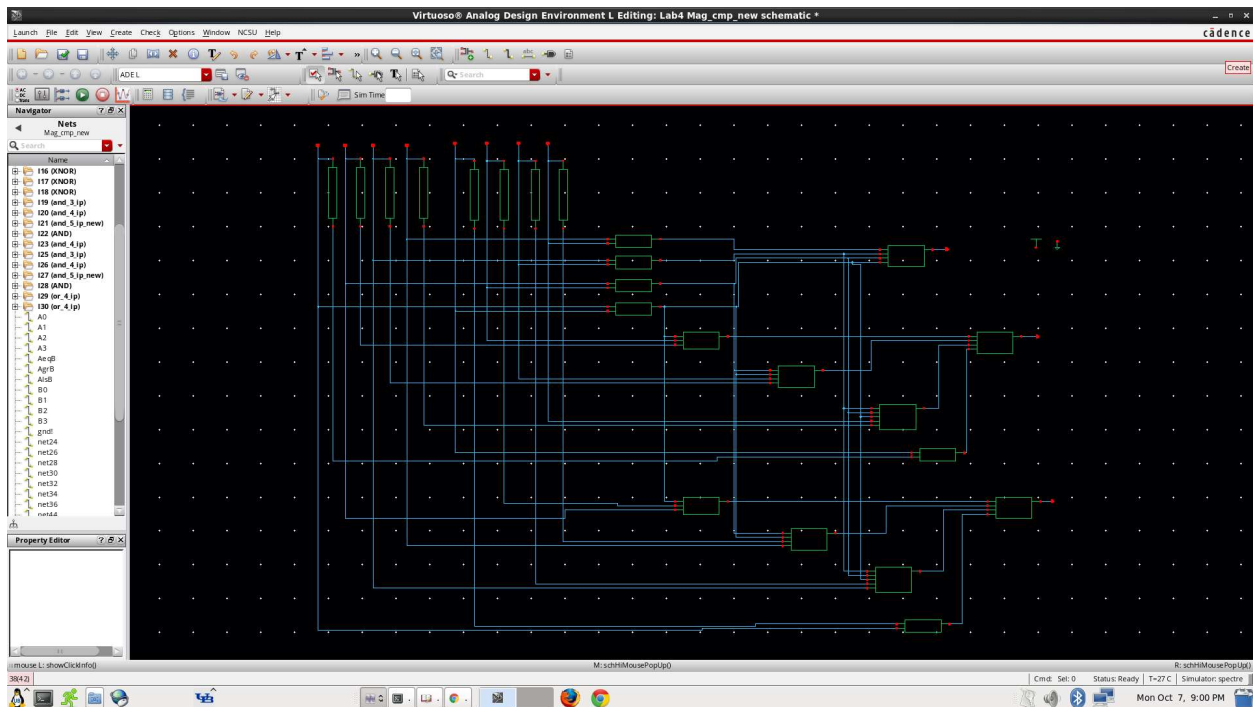 Virtuoso® Analog Design Environment L Editing: Lab4 Mag_cmp_new schematic *
Launch File Edit View Create Check Options Window NCSU Help
cādence
Create
ADE L
Search
Sim Time
Navigator
Nets
Mag_cmp_new
Search
Name
I16 (XNOR)
I17 (XNOR)
I18 (XNOR)
I19 (and_3_ip)
I20 (and_4_ip)
I21 (and_5_ip_new)
I22 (AND)
I23 (and_4_ip)
I25 (and_3_ip)
I26 (and_4_ip)
I27 (and_5_ip_new)
I28 (AND)
I29 (or_4_ip)
I30 (or_4_ip)
A0
A1
A2
A3
AeqB
AgrB
AlsB
B0
B1
B2
B3
gnd!
net24
net26
net28
net30
net32
net34
net36
net44
Property Editor
mouse L: showClickInfo() M: schHiMousePopUp() R: schHiMousePopUp()
38(42) Cmd: Sel: 0 Status: Ready T=27 C Simulator: spectre
Mon Oct 7, 9:00 PM